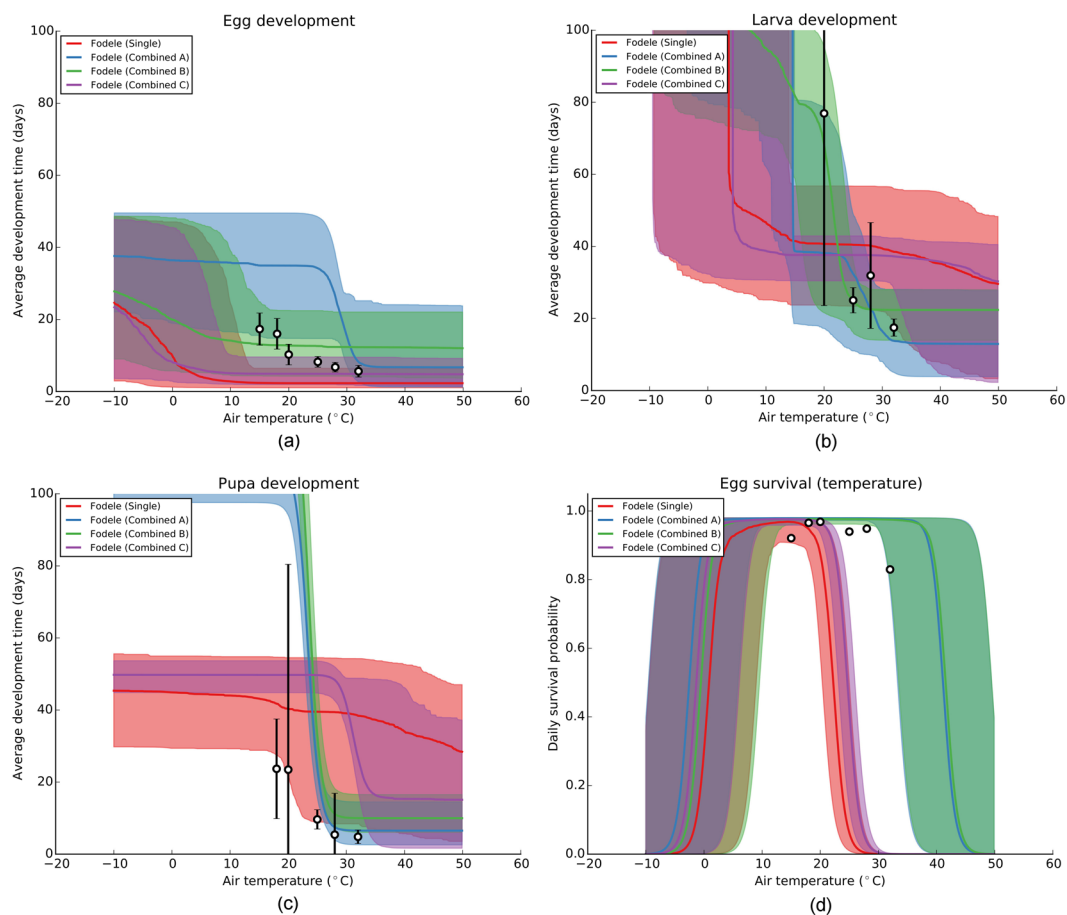 Egg development
100
80
60
40
20
0
Average development time (days)
Fodele (Single)
Fodele (Combined A)
Fodele (Combined B)
Fodele (Combined C)
−20 −10 0 10 20 30 40 50 60
Air temperature (°C)
(a)
Larva development
100
80
60
40
20
0
Average development time (days)
Fodele (Single)
Fodele (Combined A)
Fodele (Combined B)
Fodele (Combined C)
−20 −10 0 10 20 30 40 50 60
Air temperature (°C)
(b)
Pupa development
100
80
60
40
20
0
Average development time (days)
Fodele (Single)
Fodele (Combined A)
Fodele (Combined B)
Fodele (Combined C)
−20 −10 0 10 20 30 40 50 60
Air temperature (°C)
(c)
Egg survival (temperature)
1.0
0.8
0.6
0.4
0.2
0.0
Daily survival probability
Fodele (Single)
Fodele (Combined A)
Fodele (Combined B)
Fodele (Combined C)
−20 −10 0 10 20 30 40 50 60
Air temperature (°C)
(d)